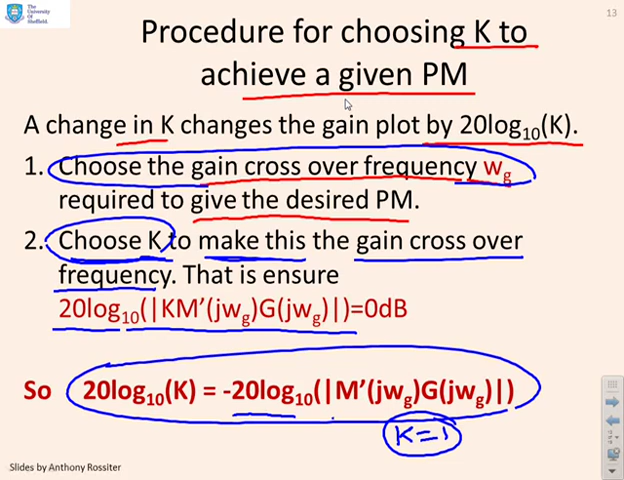 The
University
Of
Sheffield.
13
Procedure for choosing K to
achieve a given PM
A change in K changes the gain plot by 20log10(K).
1. Choose the gain cross over frequency wg
required to give the desired PM.
2. Choose K to make this the gain cross over
frequency. That is ensure
20log10(|KM’(jwg)G(jwg)|)=0dB
So 20log10(K) = -20log10(|M’(jwg)G(jwg)|)
K=1
Slides by Anthony Rossiter